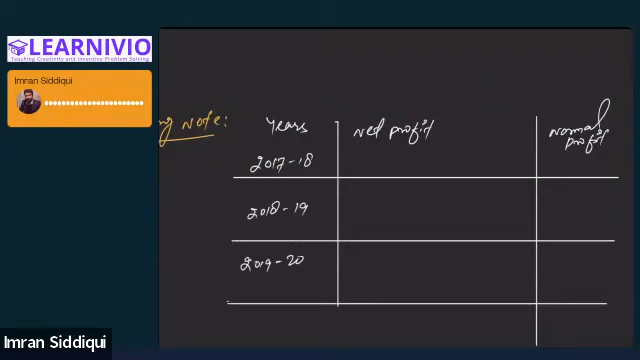 LEARNIVIO
Teaching Creativity and Inventive Problem Solving
Imran Siddiqui
ng note:
Years
Net profit
Normal
profit
2017-18
2018-19
2019-20
Imran Siddiqui